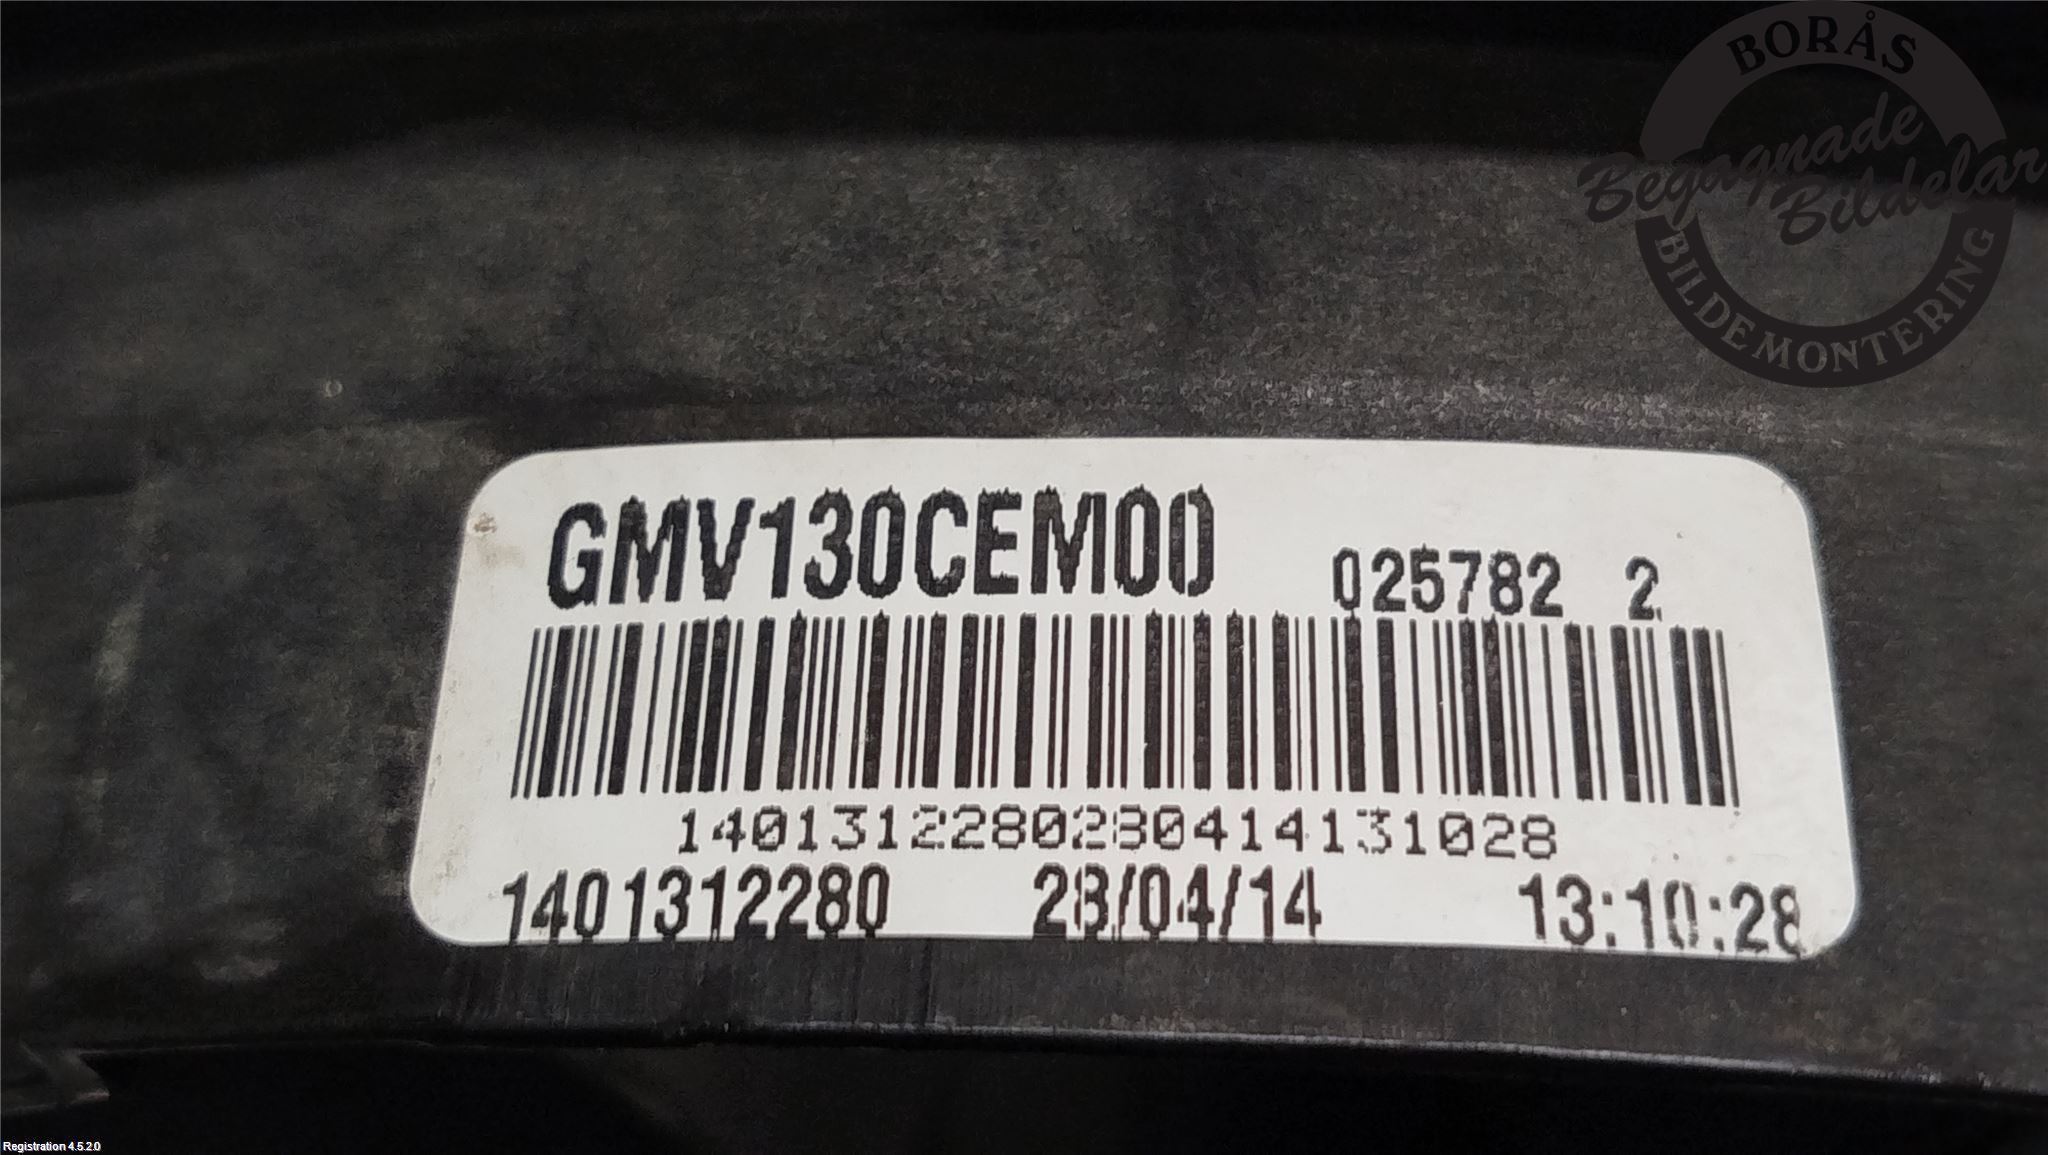 BORÅS
Begagnade
Bildelar
BILDEMONTERING
GMV130CEM00
025782 2
1401312280280414131028
1401312280 28/04/14 13:10:28
Registration 4.5.2.0